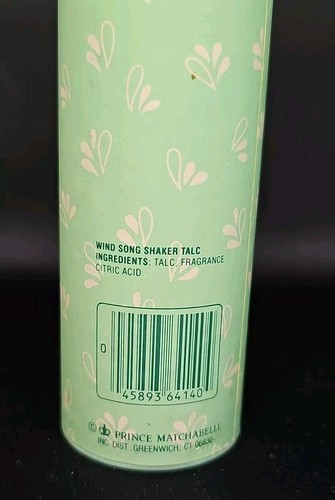 WIND SONG SHAKER TALC
INGREDIENTS: TALC, FRAGRANCE
CITRIC ACID
0
45893 64140
© PRINCE MATCHABELLI,
INC. DIST. GREENWICH, CT 06830-